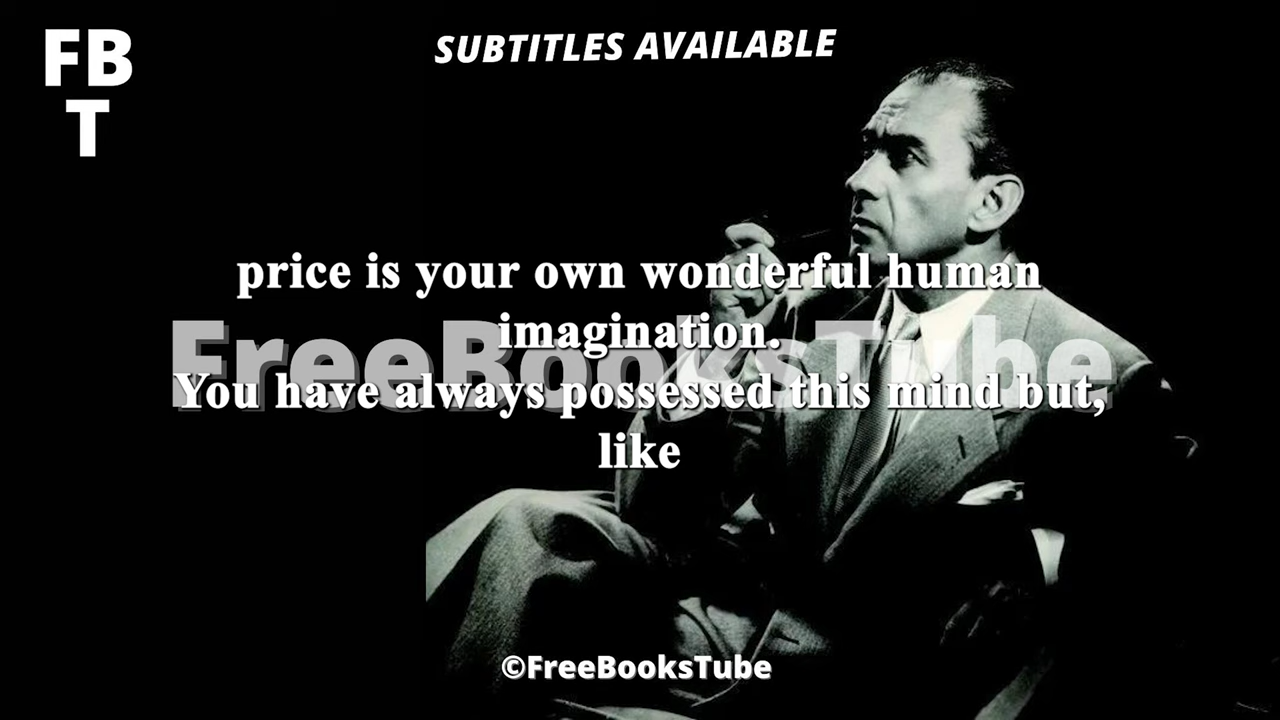 FB
T
SUBTITLES AVAILABLE
price is your own wonderful human
imagination.
FreeBooksTube
You have always possessed this mind but,
like
©FreeBooksTube